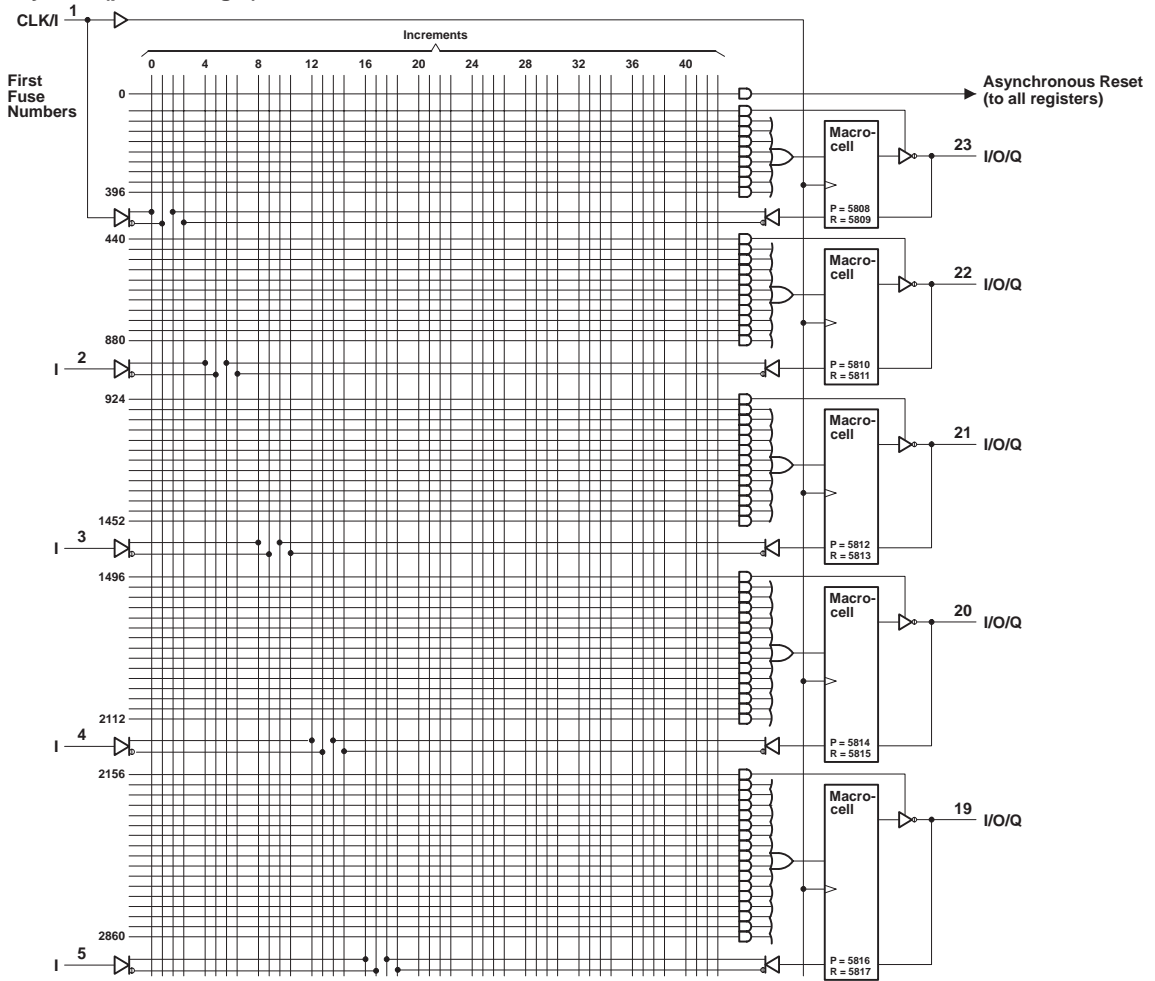 CLK/I 1
Increments
0 4 8 12 16 20 24 28 32 36 40
First
Fuse
Numbers
0
Asynchronous Reset
(to all registers)
Macro-
cell
23
I/O/Q
396
P = 5808
R = 5809
440
Macro-
cell
22
I/O/Q
880
I 2
P = 5810
R = 5811
924
Macro-
cell
21
I/O/Q
1452
I 3
P = 5812
R = 5813
1496
Macro-
cell
20
I/O/Q
2112
I 4
P = 5814
R = 5815
2156
Macro-
cell
19
I/O/Q
2860
I 5
P = 5816
R = 5817